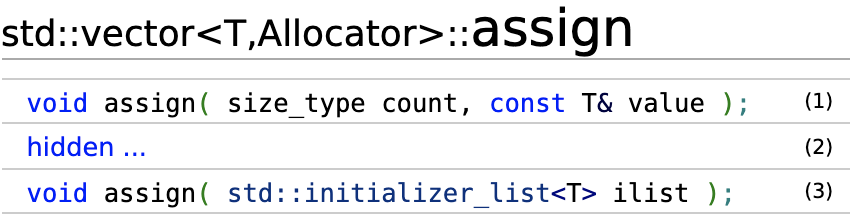 std::vector<T,Allocator>::assign
void assign( size_type count, const T& value ); (1)
hidden ... (2)
void assign( std::initializer_list<T> ilist ); (3)